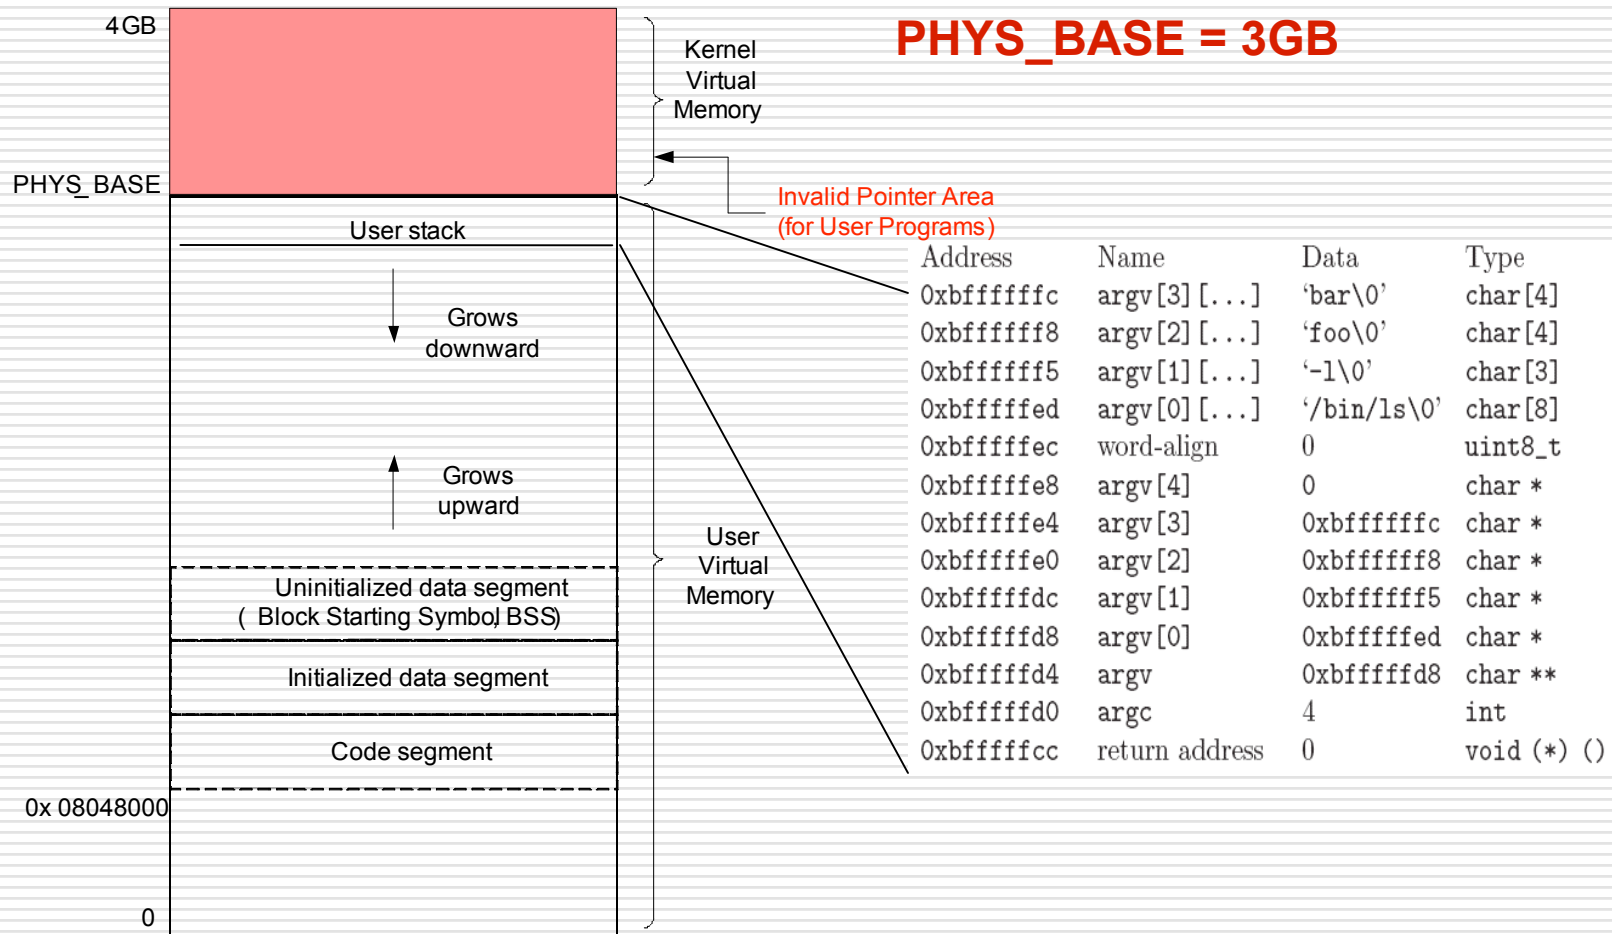 PHYS_BASE = 3GB
4GB
Kernel
Virtual
Memory
PHYS_BASE
Invalid Pointer Area
(for User Programs)
User stack
Grows
downward
Grows
upward
User
Virtual
Memory
Uninitialized data segment
( Block Starting Symbol, BSS)
Initialized data segment
Code segment
0x 08048000
0
Address Name Data Type
0xbffffffc argv[3][...] ‘bar\0’ char[4]
0xbffffff8 argv[2][...] ‘foo\0’ char[4]
0xbffffff5 argv[1][...] ‘-l\0’ char[3]
0xbfffffed argv[0][...] ‘/bin/ls\0’ char[8]
0xbfffffec word-align 0 uint8_t
0xbfffffe8 argv[4] 0 char *
0xbfffffe4 argv[3] 0xbffffffc char *
0xbfffffe0 argv[2] 0xbffffff8 char *
0xbfffffdc argv[1] 0xbffffff5 char *
0xbfffffd8 argv[0] 0xbfffffed char *
0xbfffffd4 argv 0xbfffffd8 char **
0xbfffffd0 argc 4 int
0xbfffffcc return address 0 void (*) ()